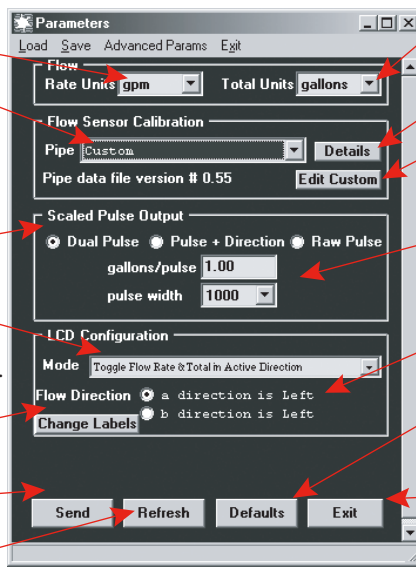 Parameters
Load Save Advanced Params Exit
Flow
Rate Units gpm Total Units gallons
Flow Sensor Calibration
Pipe Custom Details
Pipe data file version # 0.55 Edit Custom
Scaled Pulse Output
Dual Pulse Pulse + Direction Raw Pulse
gallons/pulse 1.00
pulse width 1000
LCD Configuration
Mode Toggle Flow Rate & Total in Active Direction
Flow Direction a direction is Left
Change Labels b direction is Left
Send Refresh Defaults Exit